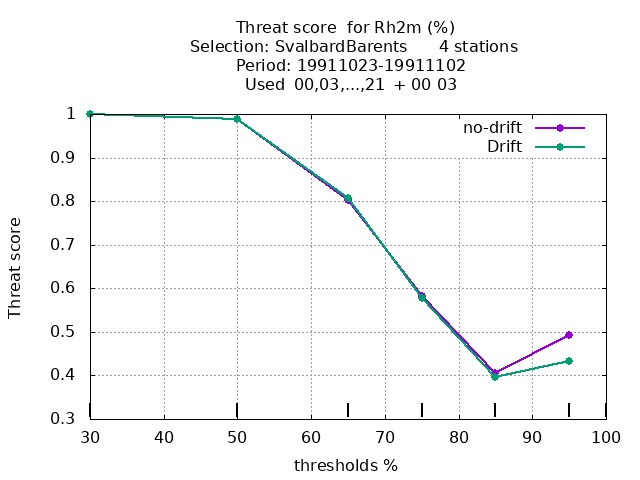 Threat score  for Rh2m (%)
Selection: SvalbardBarents      4 stations
Period: 19911023-19911102
Used  00,03,...,21  + 00 03
no-drift
Drift
1
0.9
0.8
0.7
0.6
0.5
0.4
0.3
Threat score
30 40 50 60 70 80 90 100
thresholds %